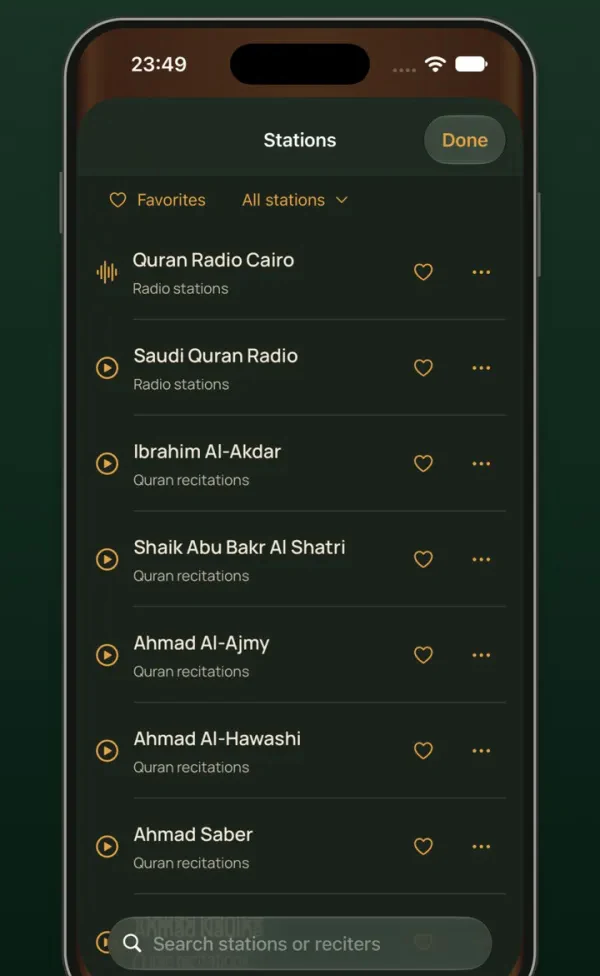 23:49
Stations
Done
Favorites
All stations
Quran Radio Cairo
Radio stations
Saudi Quran Radio
Radio stations
Ibrahim Al-Akdar
Quran recitations
Shaik Abu Bakr Al Shatri
Quran recitations
Ahmad Al-Ajmy
Quran recitations
Ahmad Al-Hawashi
Quran recitations
Ahmad Saber
Quran recitations
Search stations or reciters